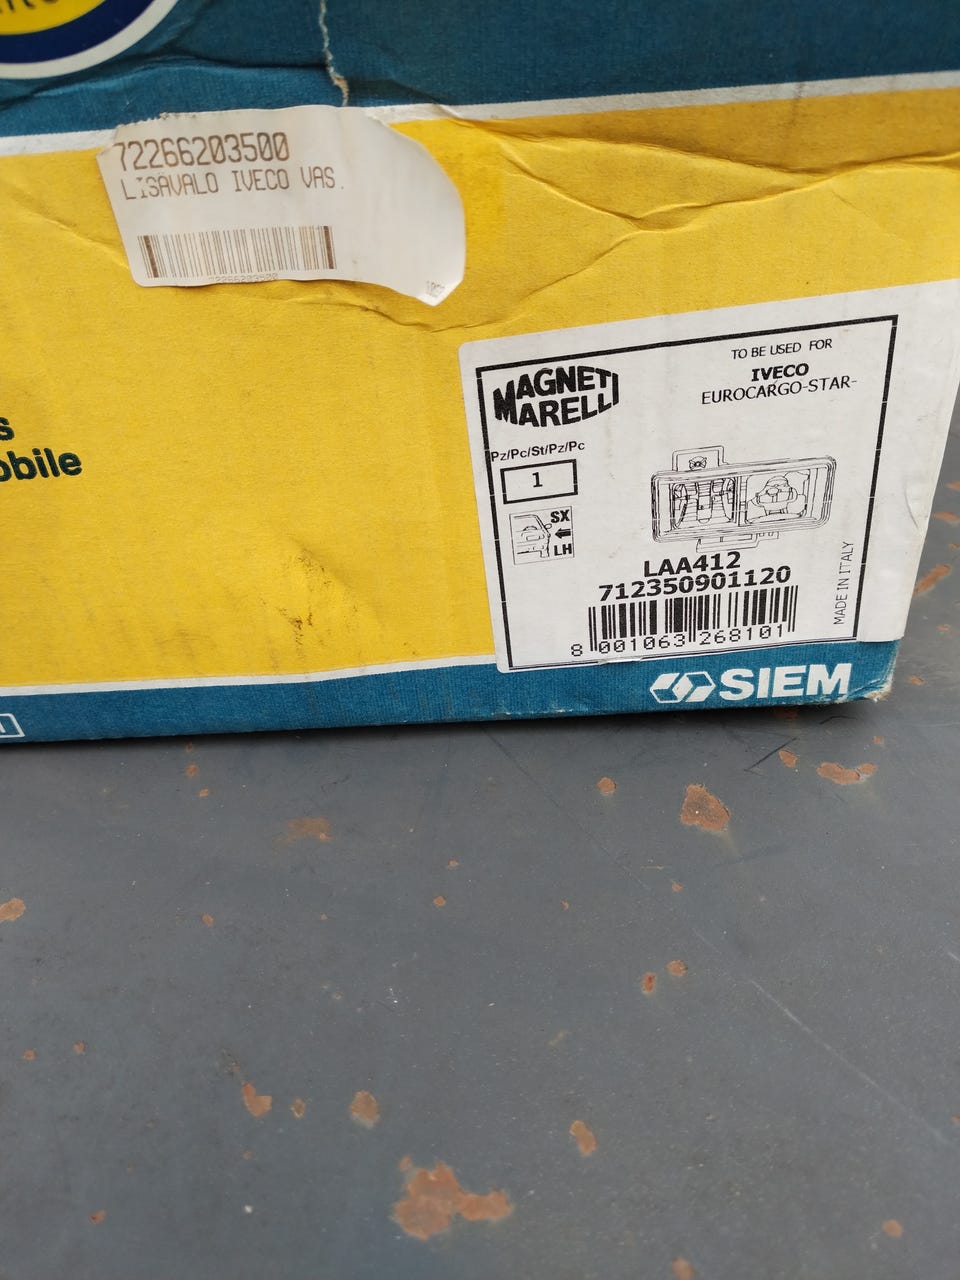 72266203500
LISAVALO IVECO VAS.
72266203500
s
obile
TO BE USED FOR
IVECO
EUROCARGO-STAR-
MAGNETI
MARELLI
Pz/Pc/St/Pz/Pc
1
SX
LH
LAA412
712350901120
8 001063 268101
MADE IN ITALY
SIEM